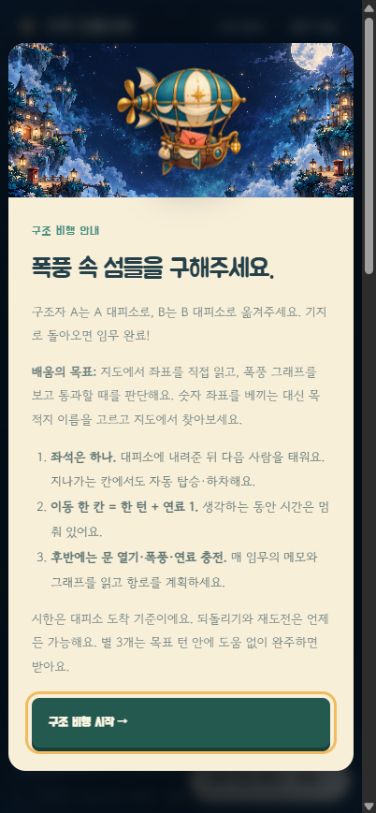 구조 비행 안내
폭풍 속 섬들을 구해주세요.
구조자 A는 A 대피소로, B는 B 대피소로 옮겨주세요. 기지
로 돌아오면 임무 완료!
배움의 목표: 지도에서 좌표를 직접 읽고, 폭풍 그래프를
보고 통과할 때를 판단해요. 숫자 좌표를 베끼는 대신 목
적지 이름을 고르고 지도에서 찾아보세요.
1. 좌석은 하나. 대피소에 내려준 뒤 다음 사람을 태워요.
지나가는 칸에서도 자동 탑승·하차해요.
2. 이동 한 칸 = 한 턴 + 연료 1. 생각하는 동안 시간은 멈
춰 있어요.
3. 후반에는 문 열기·폭풍·연료 충전. 매 임무의 메모와
그래프를 읽고 항로를 계획하세요.
시한은 대피소 도착 기준이에요. 되돌리기와 재도전은 언제
든 가능해요. 별 3개는 목표 턴 안에 도움 없이 완주하면
받아요.
구조 비행 시작 →